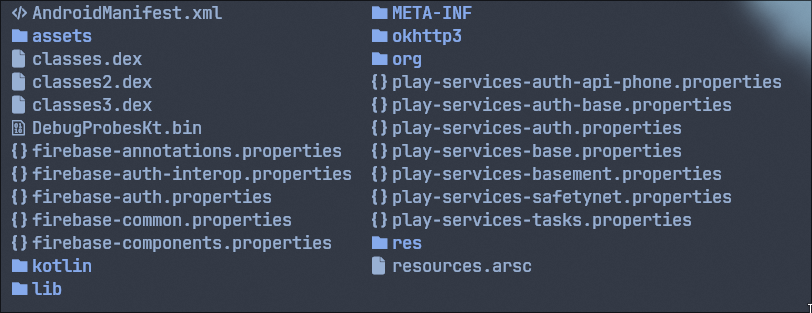 AndroidManifest.xml
assets
classes.dex
classes2.dex
classes3.dex
DebugProbesKt.bin
firebase-annotations.properties
firebase-auth-interop.properties
firebase-auth.properties
firebase-common.properties
firebase-components.properties
kotlin
lib
META-INF
okhttp3
org
play-services-auth-api-phone.properties
play-services-auth-base.properties
play-services-auth.properties
play-services-base.properties
play-services-basement.properties
play-services-safetynet.properties
play-services-tasks.properties
res
resources.arsc